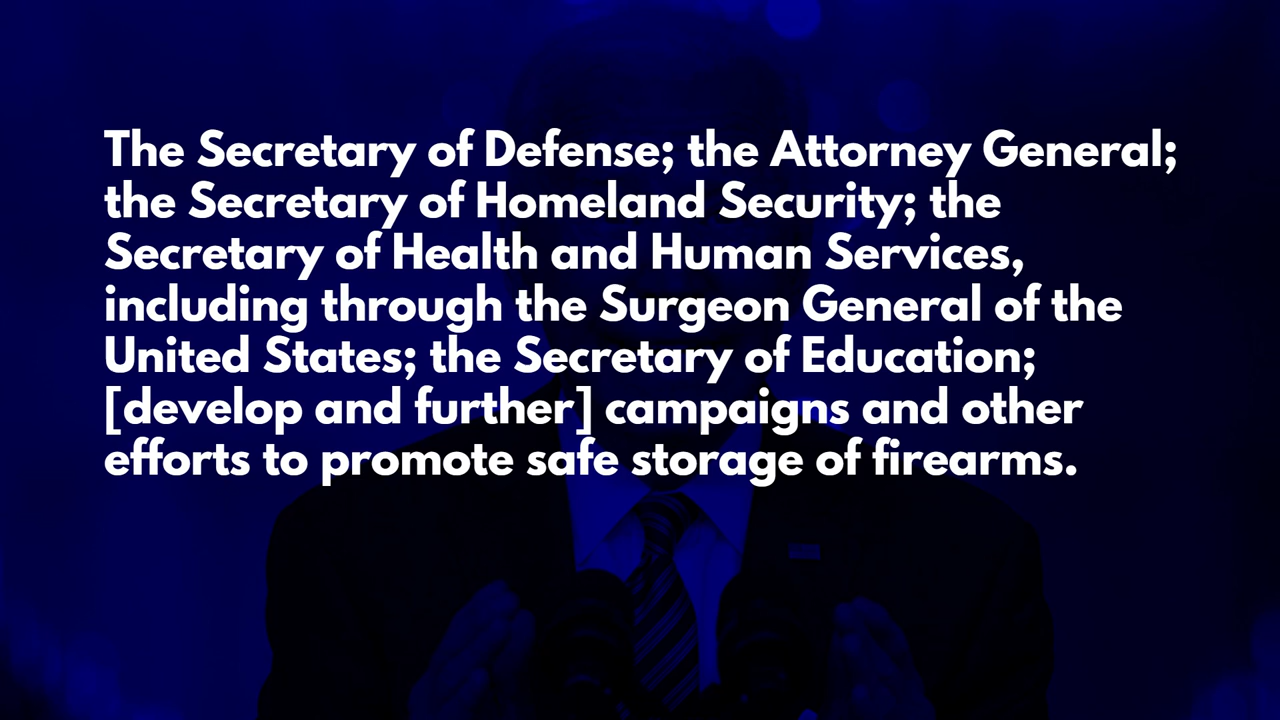 The Secretary of Defense; the Attorney General;
the Secretary of Homeland Security; the
Secretary of Health and Human Services,
including through the Surgeon General of the
United States; the Secretary of Education;
[develop and further] campaigns and other
efforts to promote safe storage of firearms.